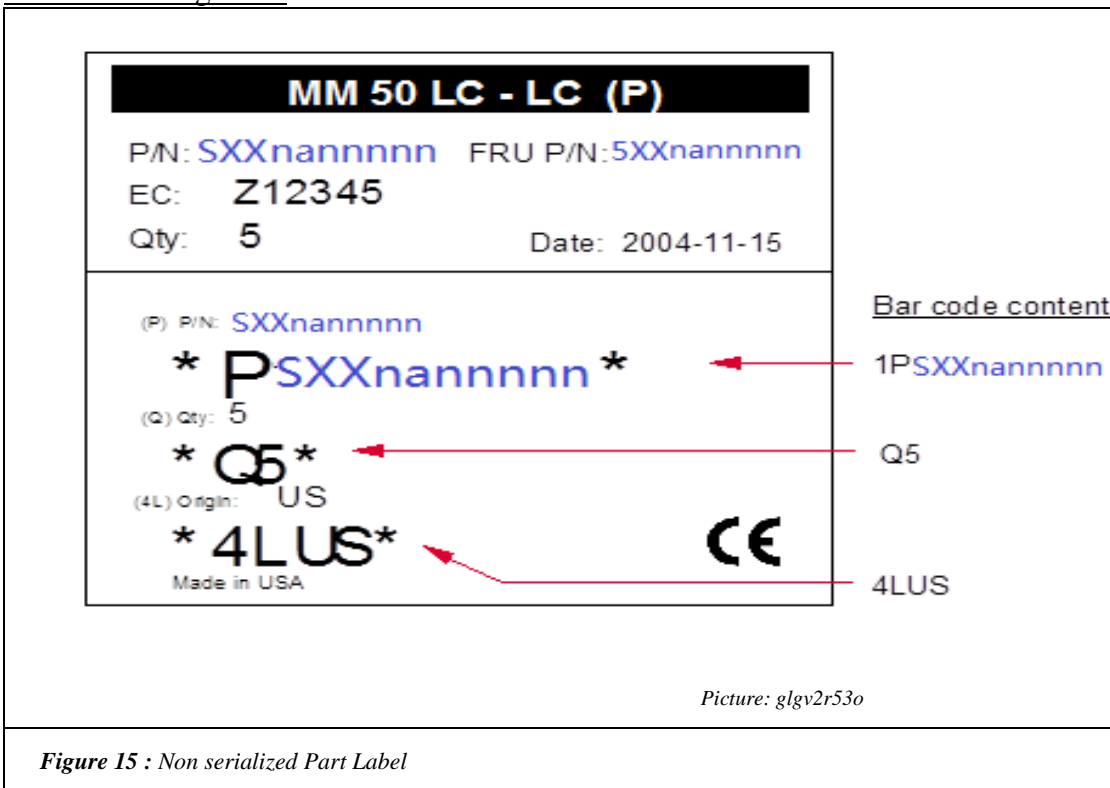 MM 50 LC - LC (P)
P/N: SXXnannnnn FRU P/N:5XXnannnnn
EC: Z12345
Qty: 5 Date: 2004-11-15
(P) P/N: SXXnannnnn
* PSXXnannnnn *
(Q) Qty: 5
* Q5*
(4L) Origin: US
* 4LUS*
Made in USA
CE
Bar code content
1PSXXnannnnn
Q5
4LUS
Picture: glgv2r53o
Figure 15 : Non serialized Part Label